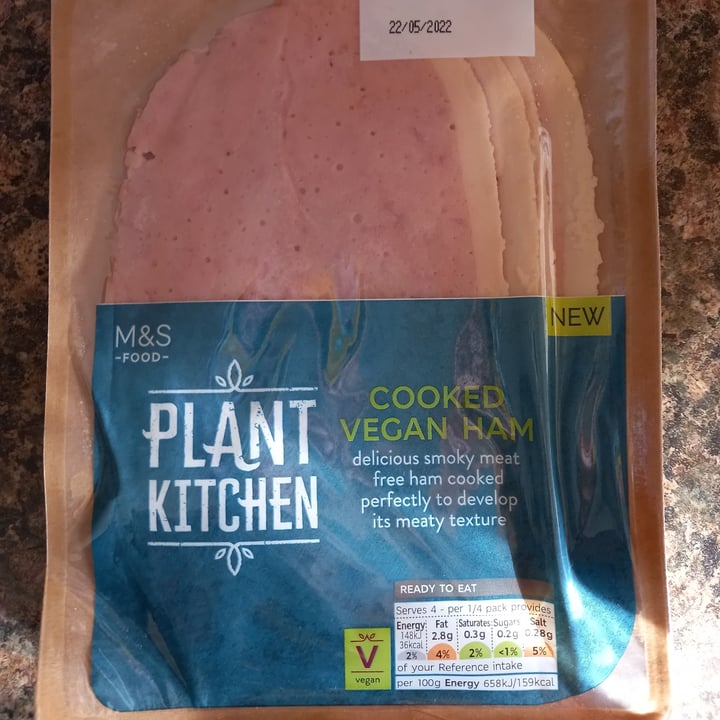 22/05/2022
NEW
M&S
-FOOD-
PLANT
KITCHEN
COOKED
VEGAN HAM
delicious smoky meat
free ham cooked
perfectly to develop
its meaty texture
READY TO EAT
Serves 4 - per 1/4 pack provides
Energy Fat Saturates Sugars Salt
148kJ 2.8g 0.3g 0.2g 0.28g
36kcal
2% 4% 2% <1% 5%
of your Reference intake
per 100g Energy 658kJ/159kcal
V
vegan